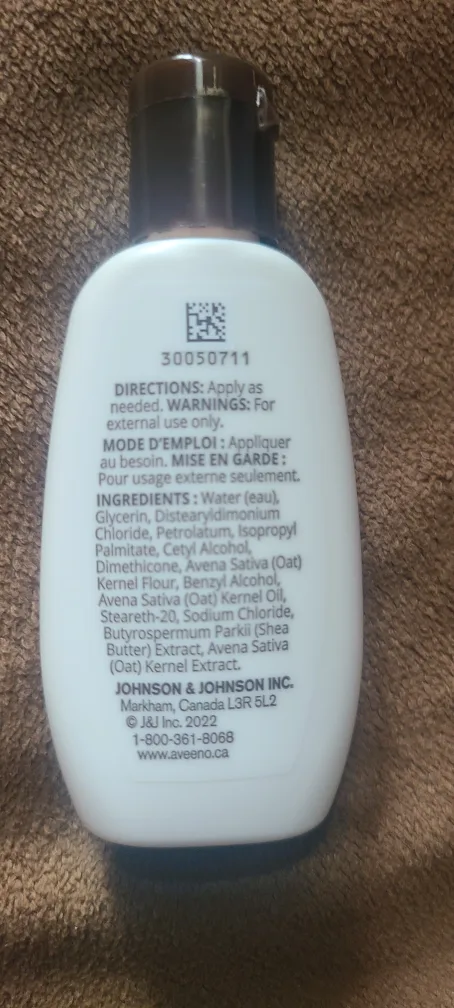 30050711
DIRECTIONS: Apply as
needed. WARNINGS: For
external use only.
MODE D'EMPLOI : Appliquer
au besoin. MISE EN GARDE :
Pour usage externe seulement.
INGREDIENTS : Water (eau),
Glycerin, Distearyldimonium
Chloride, Petrolatum, Isopropyl
Palmitate, Cetyl Alcohol,
Dimethicone, Avena Sativa (Oat)
Kernel Flour, Benzyl Alcohol,
Avena Sativa (Oat) Kernel Oil,
Steareth-20, Sodium Chloride,
Butyrospermum Parkii (Shea
Butter) Extract, Avena Sativa
(Oat) Kernel Extract.
JOHNSON & JOHNSON INC.
Markham, Canada L3R 5L2
© J&J Inc. 2022
1-800-361-8068
www.aveeno.ca